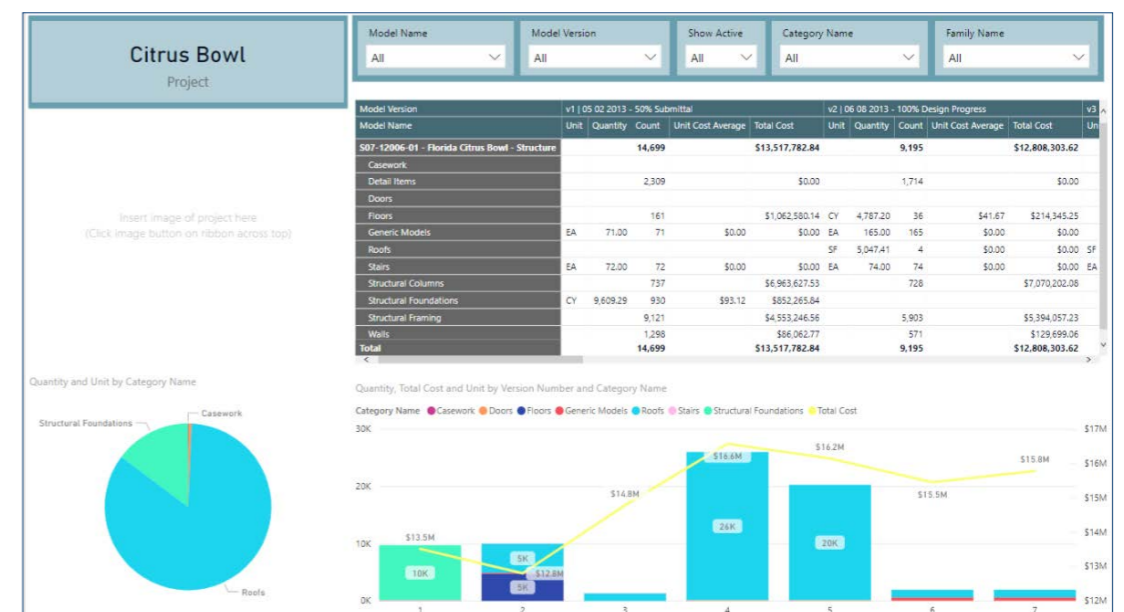 Citrus Bowl
Project
Model Name
All
Model Version
All
Show Active
All
Category Name
All
Family Name
All
Insert image of project here
(Click image button on ribbon across top)
Model Version v1 | 05 02 2013 - 50% Submittal v2 | 06 08 2013 - 100% Design Progress v3
Model Name Unit Quantity Count Unit Cost Average Total Cost Unit Quantity Count Unit Cost Average Total Cost Un
S07-12006-01 - Florida Citrus Bowl - Structure 14,699 $13,517,782.84 9,195 $12,808,303.62
Casework
Detail Items 2,309 $0.00 1,714 $0.00
Doors
Floors 161 $1,062,580.14 CY 4,787.20 36 $41.67 $214,345.25
Generic Models EA 71.00 71 $0.00 $0.00 EA 165.00 165 $0.00 $0.00
Roofs SF 5,047.41 4 $0.00 $0.00 SF
Stairs EA 72.00 72 $0.00 $0.00 EA 74.00 74 $0.00 $0.00 EA
Structural Columns 737 $6,963,627.53 728 $7,070,202.08
Structural Foundations CY 9,609.29 930 $93.12 $852,265.84
Structural Framing 9,121 $4,553,246.56 5,903 $5,394,057.23
Walls 1,298 $86,062.77 571 $129,699.06
Total 14,699 $13,517,782.84 9,195 $12,808,303.62
Quantity and Unit by Category Name
Casework
Structural Foundations
Roofs
Quantity, Total Cost and Unit by Version Number and Category Name
Category Name Casework Doors Floors Generic Models Roofs Stairs Structural Foundations Total Cost
30K $17M
$16.6M $16.2M $15.8M $16M
20K $14.8M $15.5M $15M
26K 20K $14M
10K $13.5M
10K 5K $12.8M $13M
5K
0K $12M
1 2 3 4 5 6 7